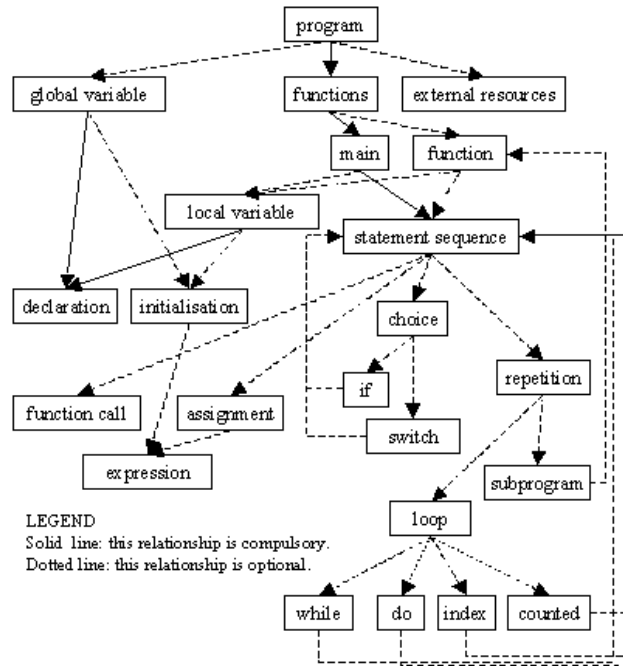 program
global variable
functions
external resources
main
function
local variable
statement sequence
declaration
initialisation
choice
if
repetition
function call
assignment
switch
expression
subprogram
loop
LEGEND
Solid line: this relationship is compulsory.
Dotted line: this relationship is optional.
while
do
index
counted